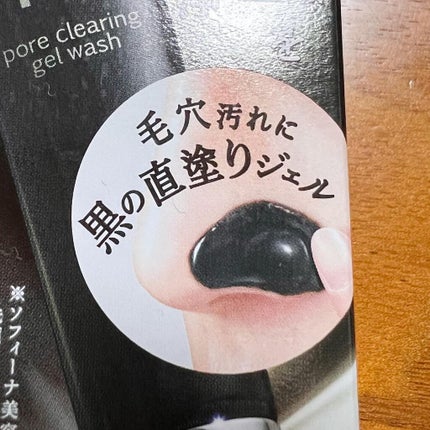 pore clearing
gel wash
毛穴汚れに
黒の直塗りジェル
※ソフィーナ美容